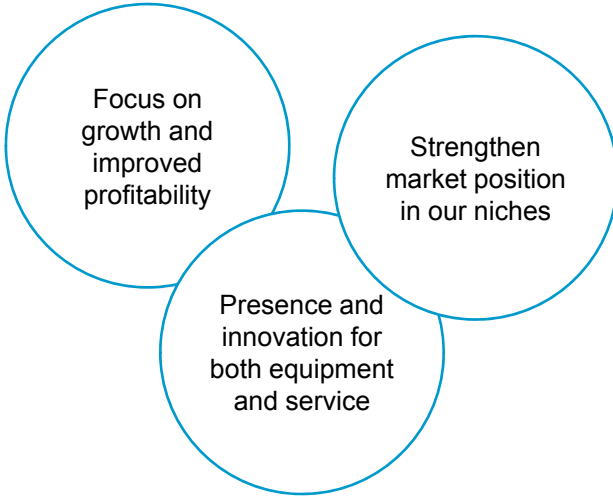 Focus on
growth and
improved
profitability
Strengthen
market position
in our niches
Presence and
innovation for
both equipment
and service